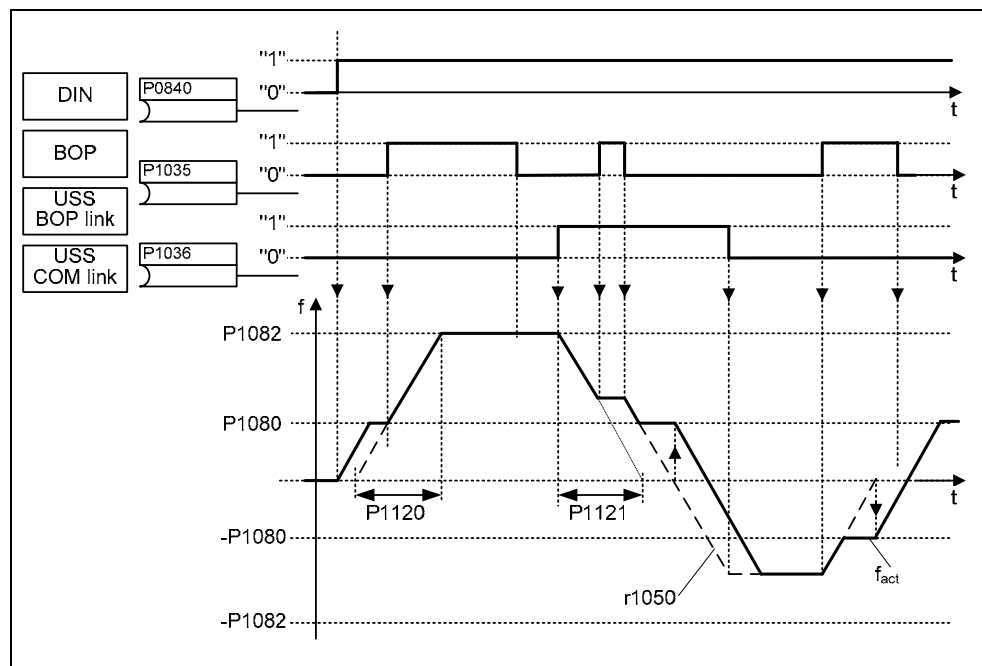 "1"
DIN
P0840
"0"
t
BOP
"1"
P1035
"0"
t
USS
BOP link
"1"
USS
COM link
P1036
"0"
t
f
P1082
P1080
t
P1120
P1121
-P1080
r1050
fact
-P1082